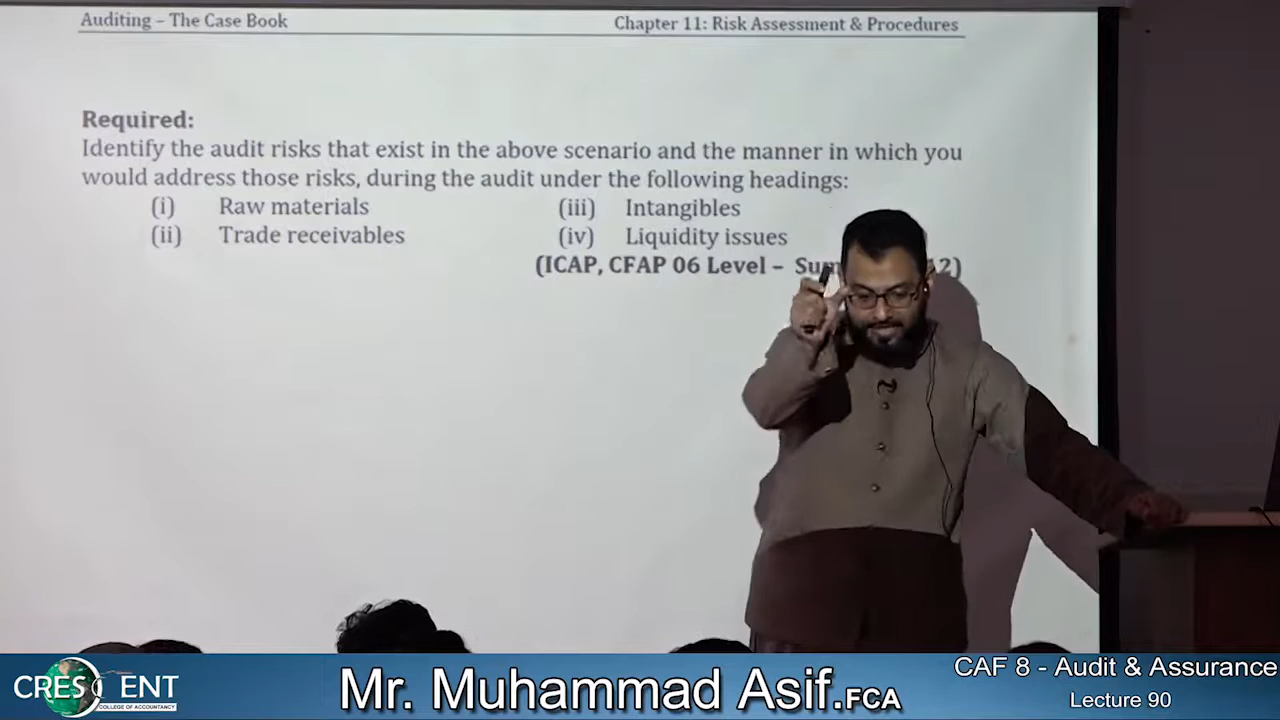 Auditing – The Case Book
Chapter 11: Risk Assessment & Procedures
Required:
Identify the audit risks that exist in the above scenario and the manner in which you
would address those risks, during the audit under the following headings:
(i) Raw materials
(iii) Intangibles
(ii) Trade receivables
(iv) Liquidity issues
(ICAP, CFAP 06 Level –
CRESCENT
COLLEGE OF ACCOUNTANCY
Mr. Muhammad Asif.FCA
CAF 8 - Audit & Assurance
Lecture 90